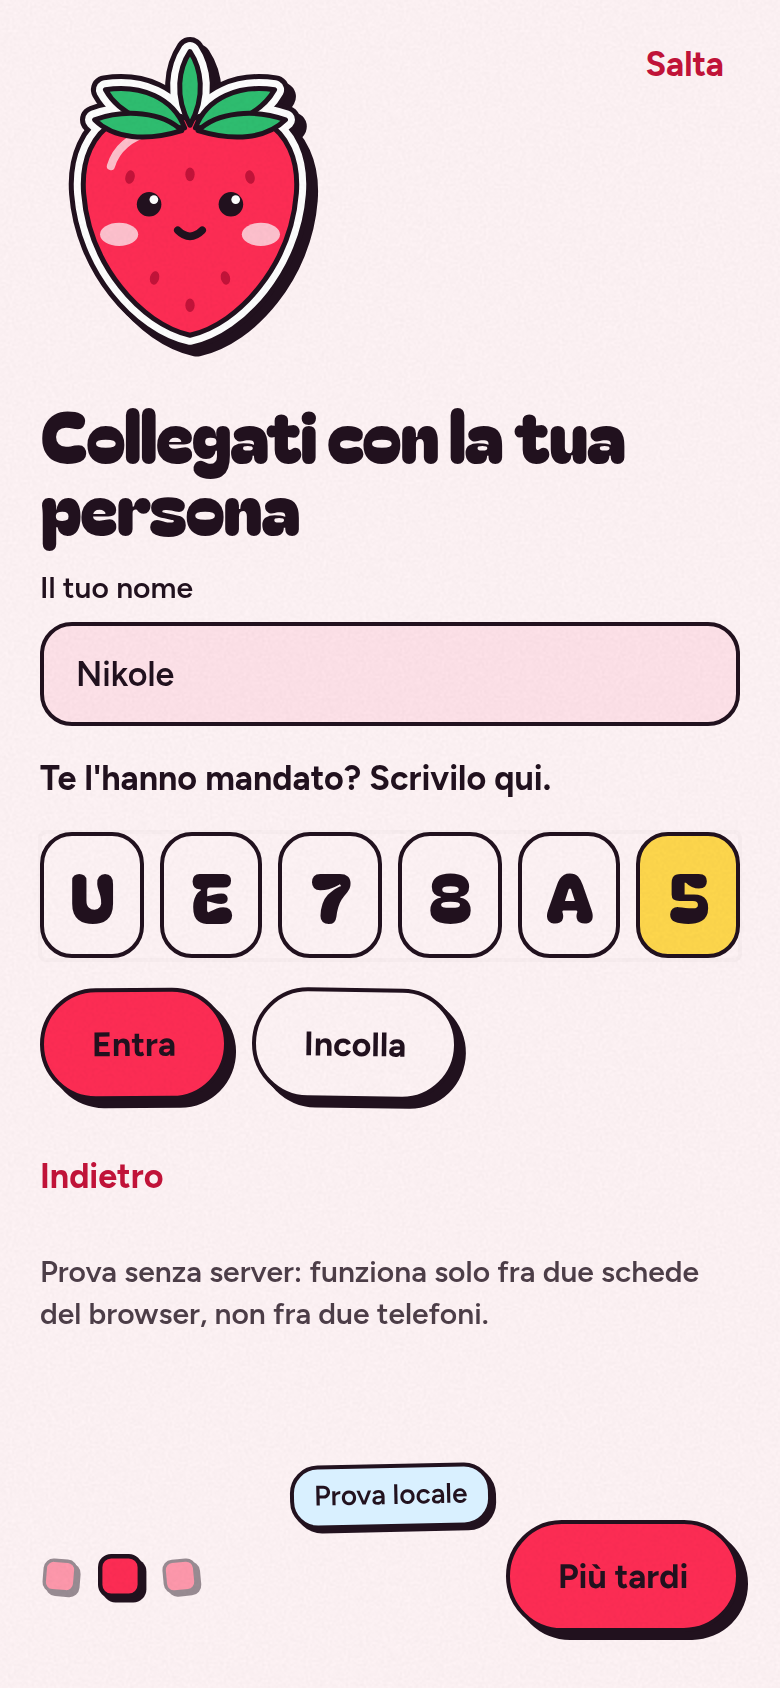 Salta
Collegati con la tua
persona
Il tuo nome
Nikole
Te l'hanno mandato? Scrivilo qui.
U E 7 8 A 5
Entra Incolla
Indietro
Prova senza server: funziona solo fra due schede
del browser, non fra due telefoni.
Prova locale
Più tardi